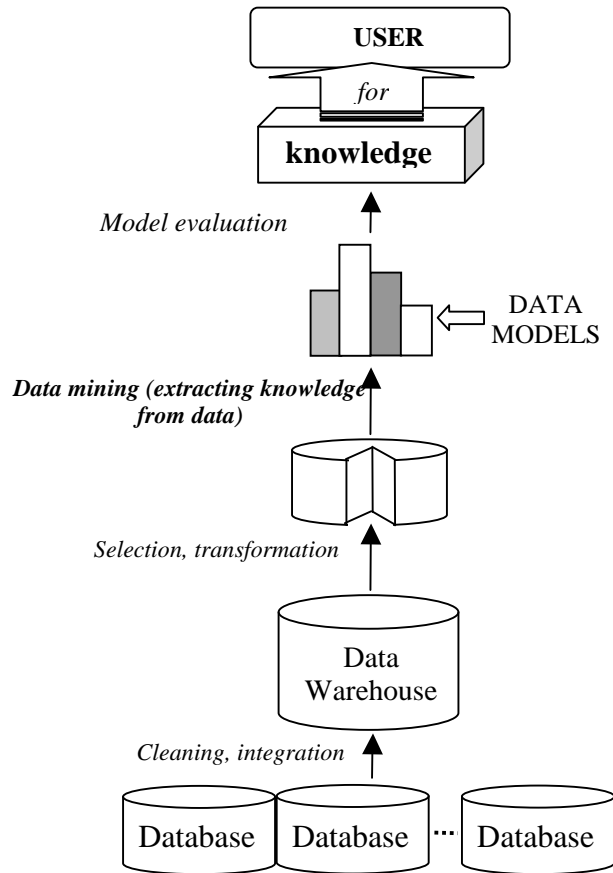 USER
for
knowledge
Model evaluation
DATA
MODELS
Data mining (extracting knowledge
from data)
Selection, transformation
Data
Warehouse
Cleaning, integration
Database
Database
Database